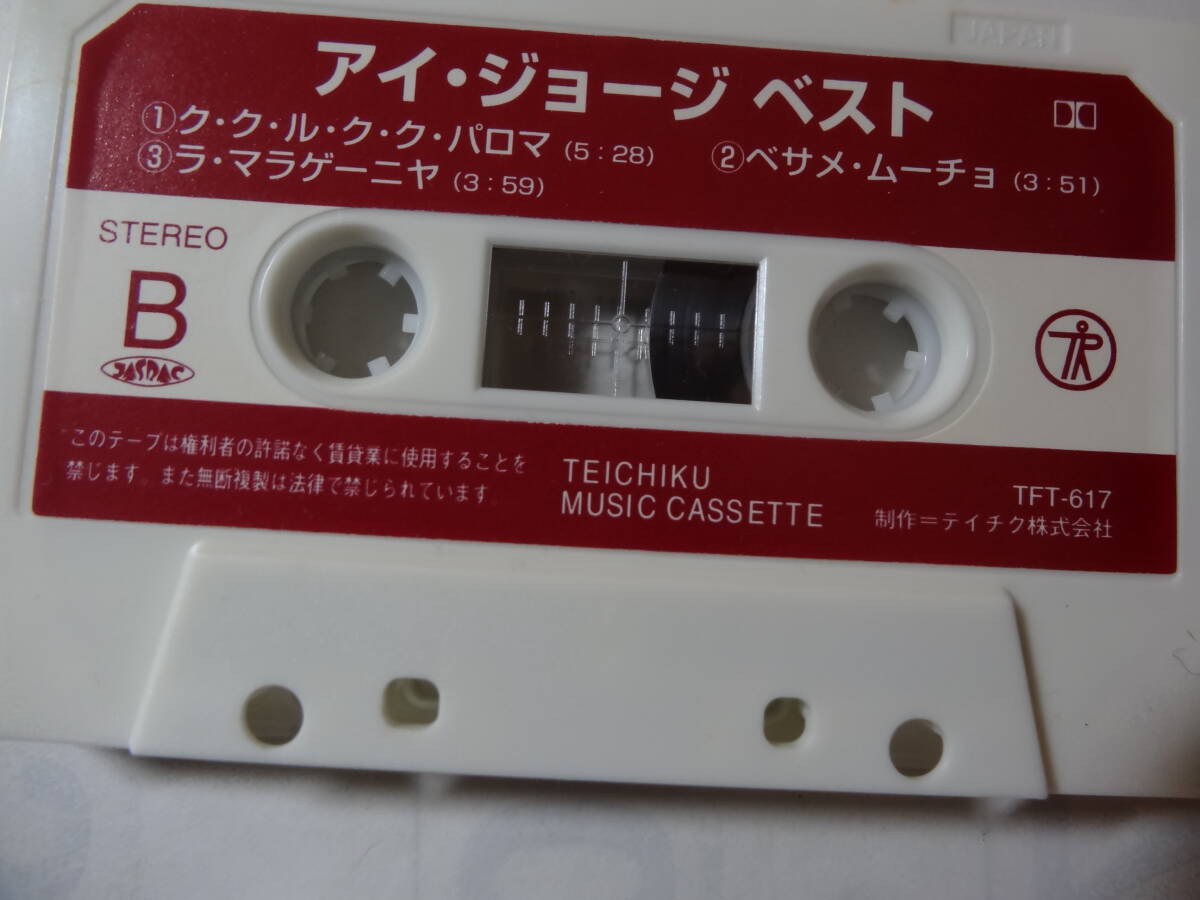 JAPAN
アイ・ジョージ ベスト
①ク・ク・ル・ク・ク・パロマ (5:28) ②ベサメ・ムーチョ (3:51)
③ラ・マラゲーニヤ (3:59)
STEREO
B
JASRAC
このテープは権利者の許諾なく賃貸業に使用することを
禁じます。また無断複製は法律で禁じられています。
TEICHIKU
MUSIC CASSETTE
TFT-617
制作＝テイチク株式会社